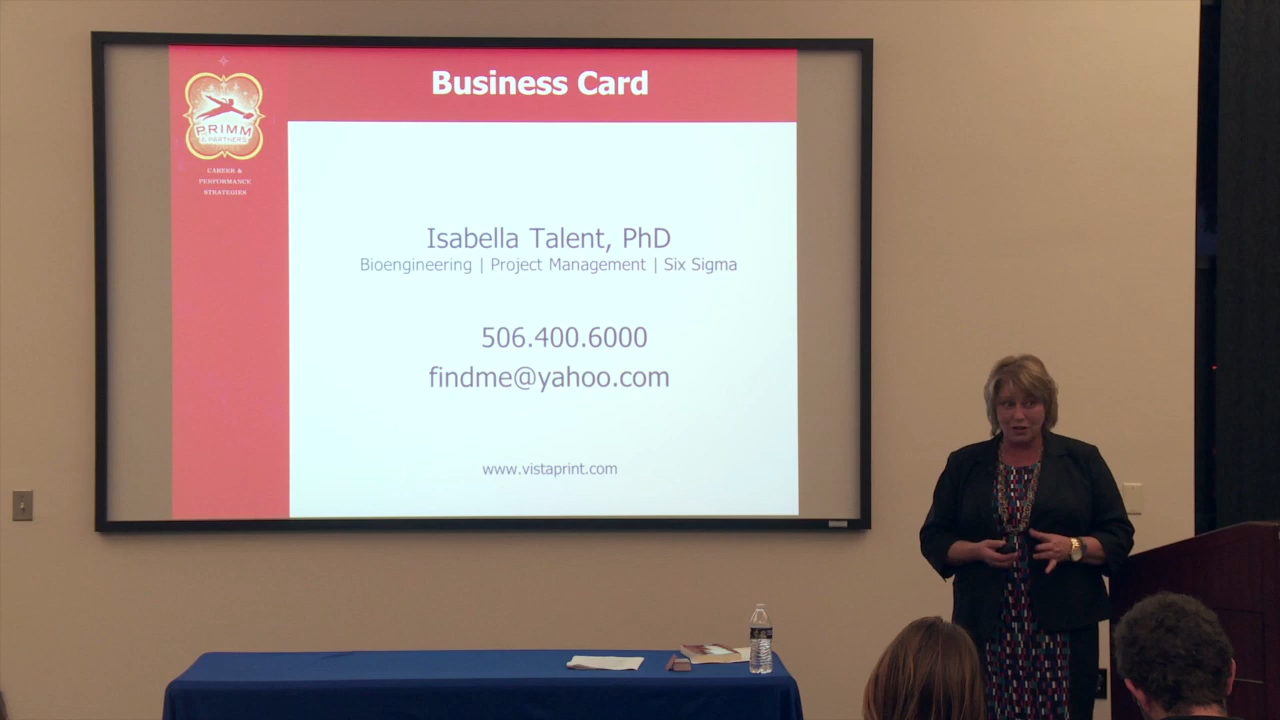 Business Card
PRIMM
& PARTNERS
CAREER &
PERFORMANCE
STRATEGIES
Isabella Talent, PhD
Bioengineering | Project Management | Six Sigma
506.400.6000
findme@yahoo.com
www.vistaprint.com